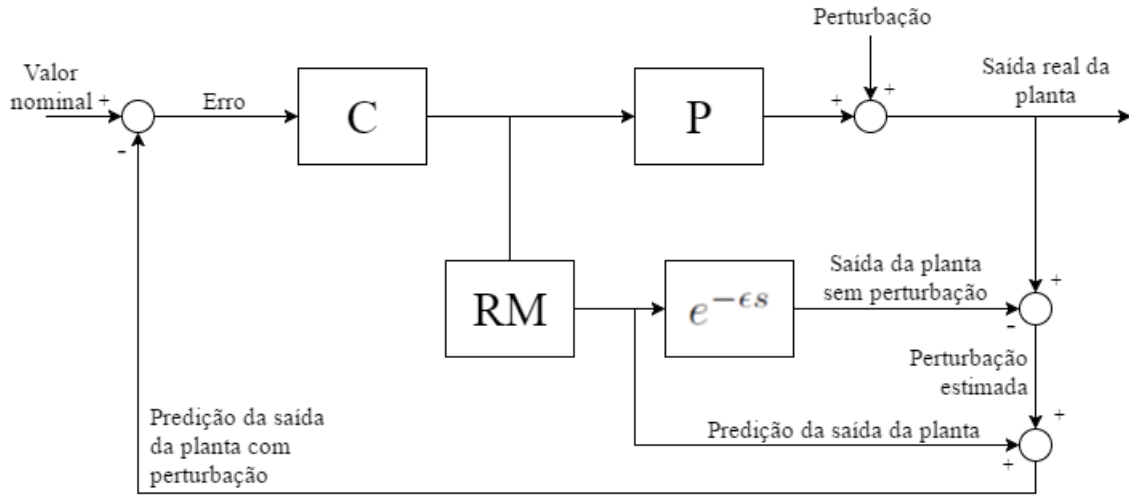 Perturbação
Valor
nominal +
Erro
C
P
+
+
Saída real da
planta
-
RM
e^{-ϵs}
Saída da planta
sem perturbação
+
-
Perturbação
estimada
Predição da saída
da planta com
perturbação
Predição da saída da planta
+
+